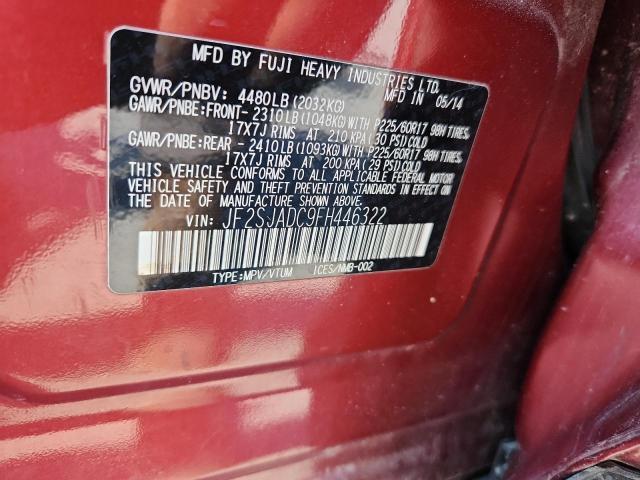 MFD BY FUJI HEAVY INDUSTRIES LTD.
MFD IN 05/14
GVWR/PNBV: 4480LB (2032KG)
GAWR/PNBE:FRONT- 2310LB (1048KG) WITH P225/60R17 98H TIRES,
17X7J RIMS AT 210 KPA (30 PSI) COLD
GAWR/PNBE:REAR - 2410LB (1093KG) WITH P225/60R17 98H TIRES,
17X7J RIMS AT 200 KPA (29 PSI) COLD
THIS VEHICLE CONFORMS TO ALL APPLICABLE FEDERAL MOTOR
VEHICLE SAFETY AND THEFT PREVENTION STANDARDS IN EFFECT ON
THE DATE OF MANUFACTURE SHOWN ABOVE.
VIN: JF2SJADC9FH446322
TYPE:MPV/VTUM ICES/NMB-002